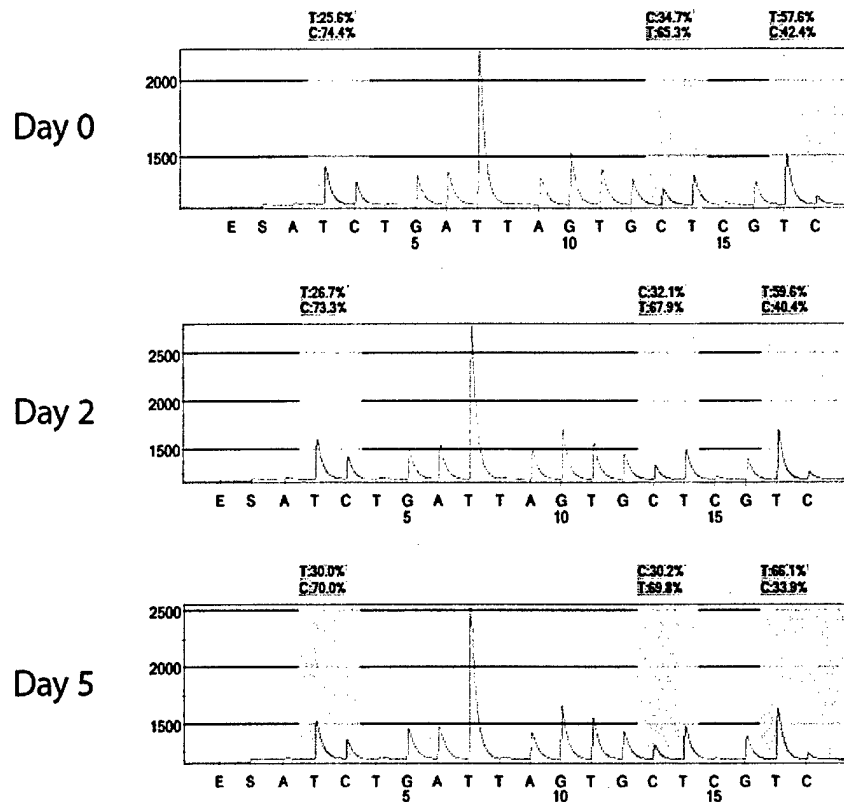 T:25.6% C:34.7% T:57.6%
C:74.4% T:65.3% C:42.4%
2000
Day 0
1500
E S A T C T G A T T A G T G C T C G T C
5 10 15
T:26.7% C:32.1% T:59.6%
C:73.3% T:67.9% C:40.4%
2500
Day 2
2000
1500
E S A T C T G A T T A G T G C T C G T C
5 10 15
T:30.0% C:30.2% T:66.1%
C:70.0% T:69.8% C:33.9%
2500
Day 5
2000
1500
E S A T C T G A T T A G T G C T C G T C
5 10 15